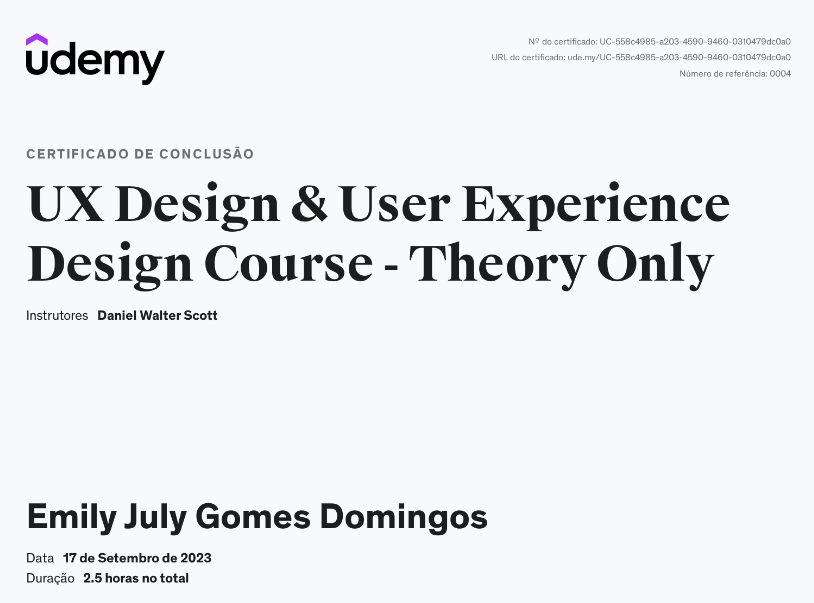 udemy
Nº do certificado: UC-558c4985-a203-4590-9460-0310479dc0a0
URL do certificado: ude.my/UC-558c4985-a203-4590-9460-0310479dc0a0
Número de referência: 0004
CERTIFICADO DE CONCLUSÃO
UX Design & User Experience
Design Course - Theory Only
Instrutores Daniel Walter Scott
Emily July Gomes Domingos
Data 17 de Setembro de 2023
Duração 2.5 horas no total